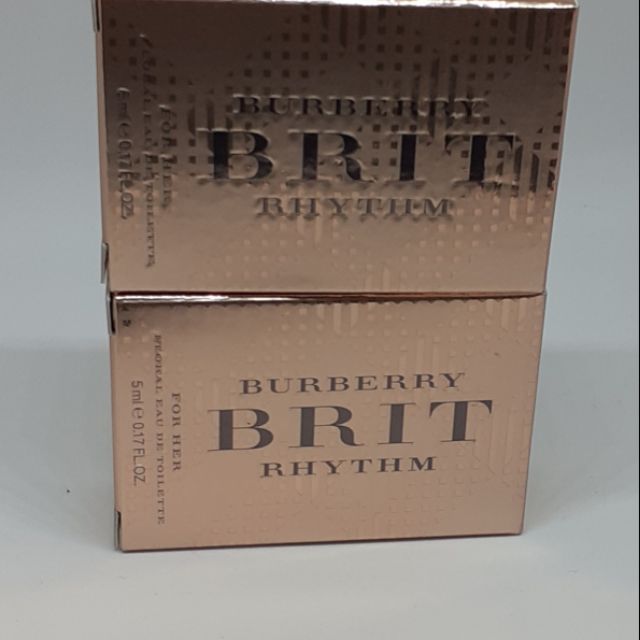 BURBERRY
BRIT
RHYTHM
FOR HER
FLORAL EAU DE TOILETTE
5ml e 0.17 FL.OZ.
BURBERRY
BRIT
RHYTHM
FOR HER
FLORAL EAU DE TOILETTE
5ml e 0.17 FL.OZ.